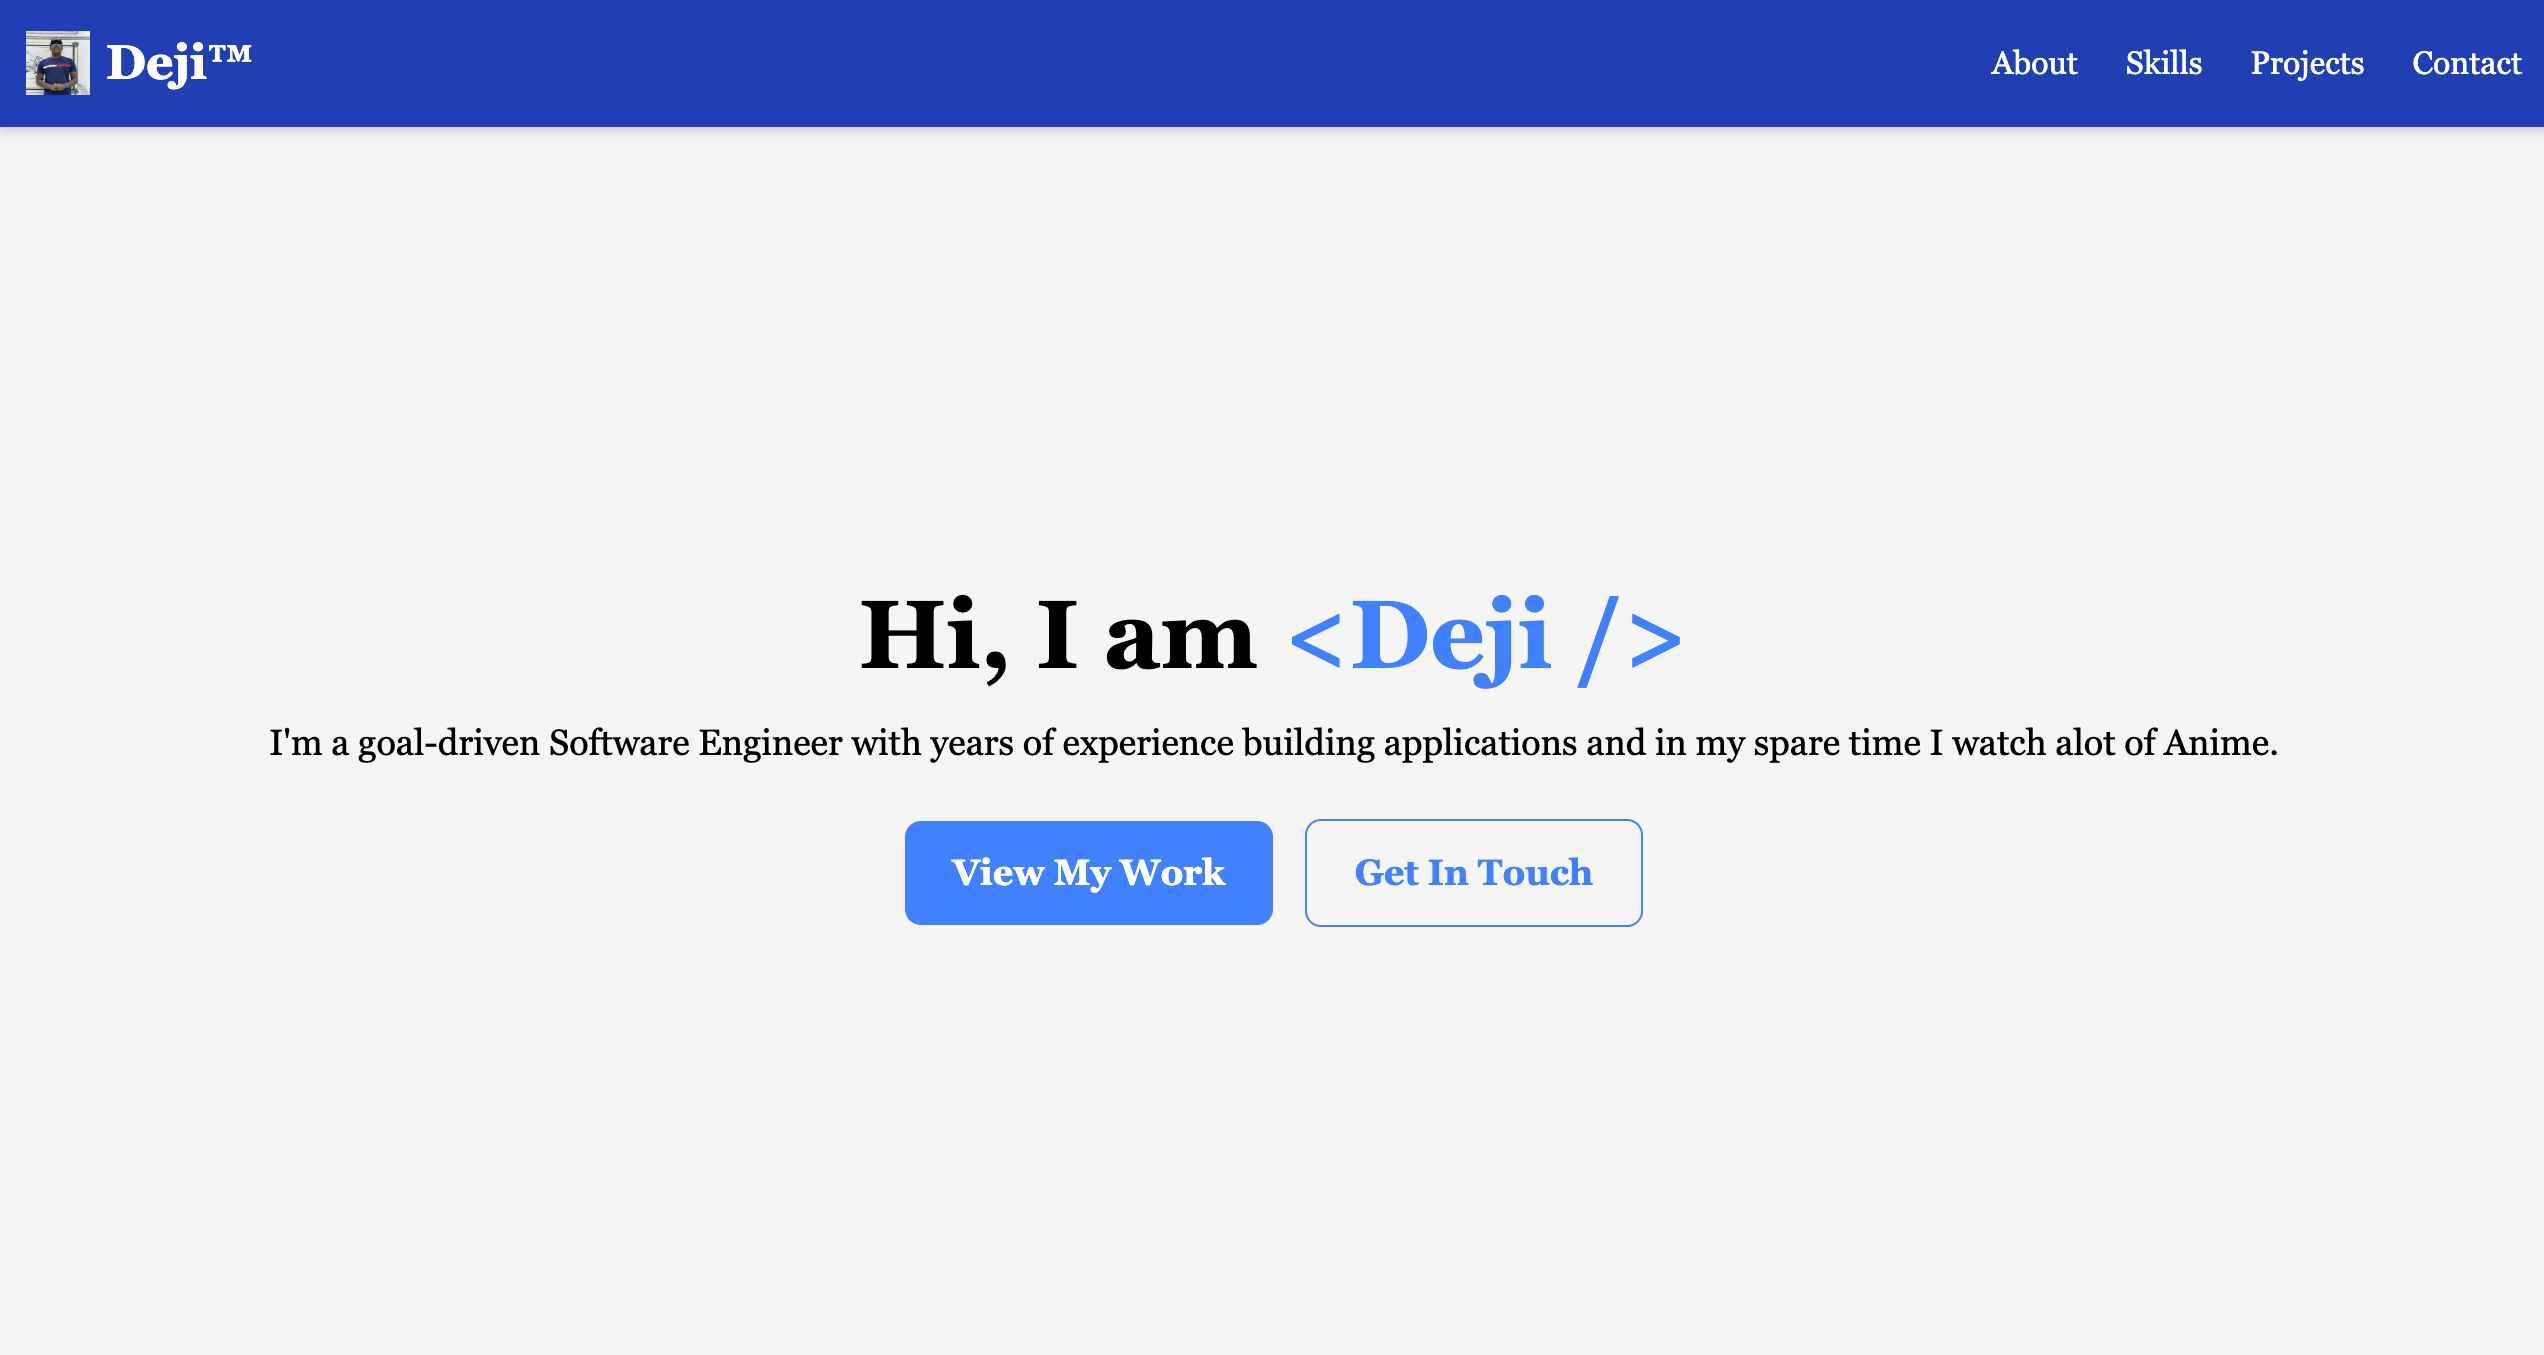 Deji™
About Skills Projects Contact
Hi, I am <Deji />
I'm a goal-driven Software Engineer with years of experience building applications and in my spare time I watch alot of Anime.
View My Work
Get In Touch